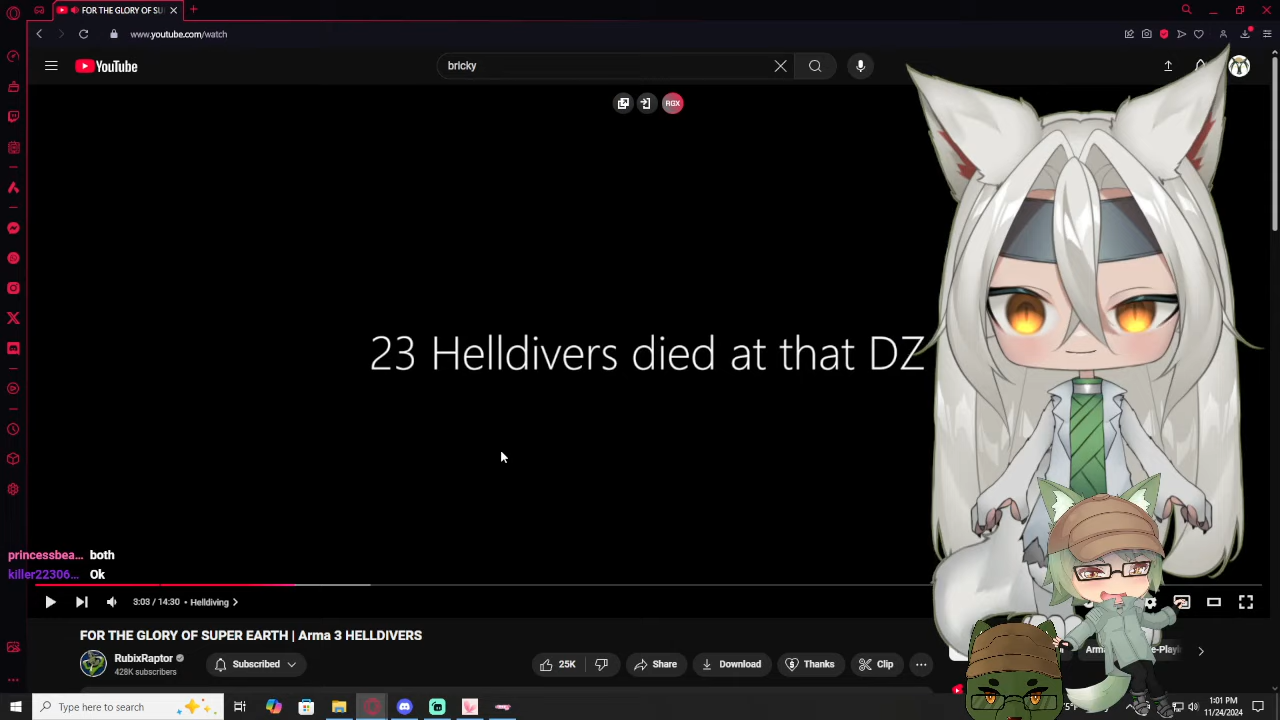 FOR THE GLORY OF SU
www.youtube.com/watch
YouTube
bricky
RGX
23 Helldivers died at that DZ
princessbea... both
killer22306... Ok
3:03 / 14:30 • Helldiving
FOR THE GLORY OF SUPER EARTH | Arma 3 HELLDIVERS
RubixRaptor
428K subscribers
Subscribed
25K
Share
Download
Thanks
Clip
Type here to search
1:01 PM
11/24/2024